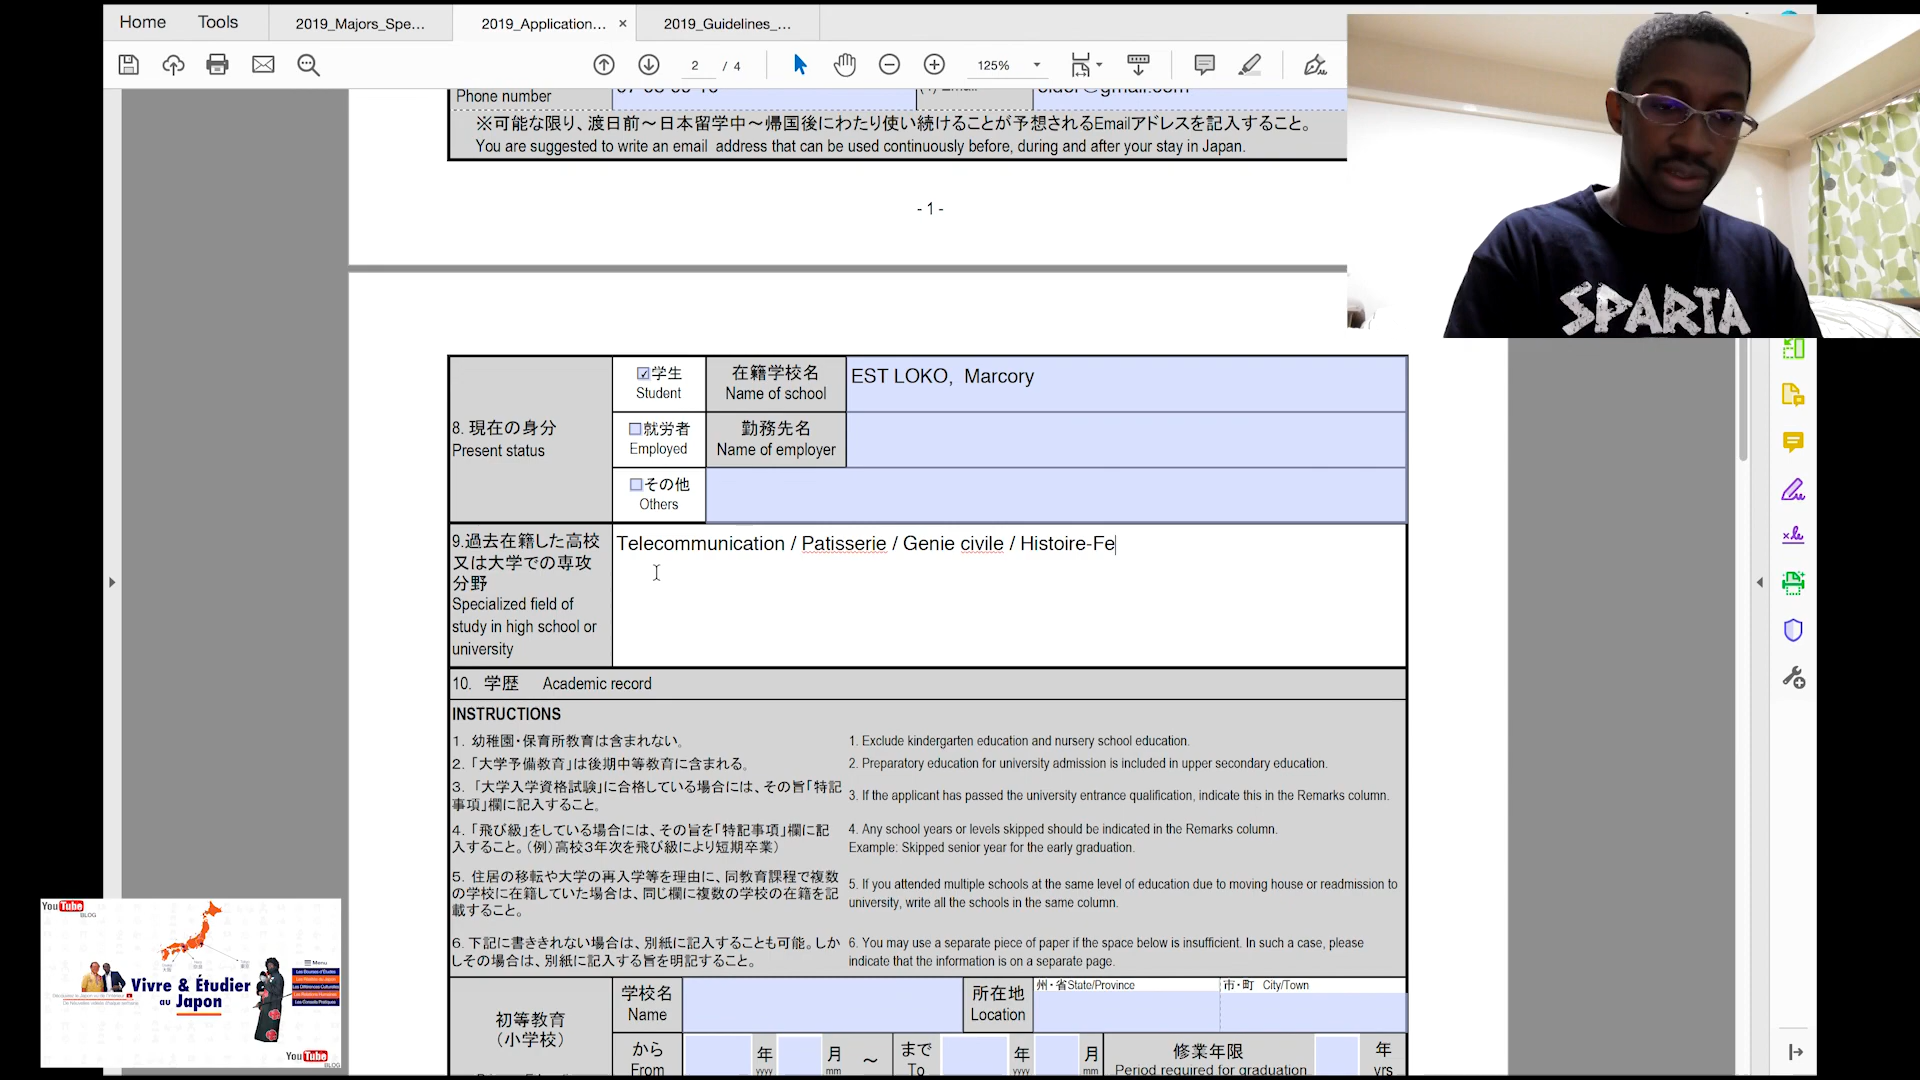 Home
Tools
2019_Majors_Spe...
2019_Application...
×
2019_Guidelines_...
2 / 4
125%
Phone number
※可能な限り、渡日前~日本留学中~帰国後にわたり使い続けることが予想されるEmailアドレスを記入すること。
You are suggested to write an email address that can be used continuously before, during and after your stay in Japan.
- 1 -
SPARTA
8. 現在の身分
Present status
学生
Student
在籍学校名
Name of school
EST LOKO, Marcory
就労者
Employed
勤務先名
Name of employer
その他
Others
9.過去在籍した高校
又は大学での専攻
分野
Specialized field of
study in high school or
university
Telecommunication / Patisserie / Genie civile / Histoire-Fe
10. 学歴 Academic record
INSTRUCTIONS
1. 幼稚園・保育所教育は含まれない。
1. Exclude kindergarten education and nursery school education.
2. 「大学予備教育」は後期中等教育に含まれる。
2. Preparatory education for university admission is included in upper secondary education.
3. 「大学入学資格試験」に合格している場合には、その旨「特記
事項」欄に記入すること。
3. If the applicant has passed the university entrance qualification, indicate this in the Remarks column.
4. 「飛び級」をしている場合には、その旨を「特記事項」欄に記
入すること。(例)高校3年次を飛び級により短期卒業)
4. Any school years or levels skipped should be indicated in the Remarks column.
Example: Skipped senior year for the early graduation.
5. 住居の移転や大学の再入学等を理由に、同教育課程で複数
の学校に在籍していた場合は、同じ欄に複数の学校の在籍を記
載すること。
5. If you attended multiple schools at the same level of education due to moving house or readmission to
university, write all the schools in the same column.
6. 下記に書ききれない場合は、別紙に記入することも可能。しか
しその場合は、別紙に記入する旨を明記すること。
6. You may use a separate piece of paper if the space below is insufficient. In such a case, please
indicate that the information is on a separate page.
初等教育
(小学校)
学校名
Name
所在地
Location
州・省State/Province
市・町 City/Town
から
From
年
yyyy
月
mm
~
まで
To
年
yyyy
月
mm
修業年限
Period required for graduation
年
yrs
YouTube
BLOG
Menu
Vivre & Étudier
au Japon
YouTube
BLOG